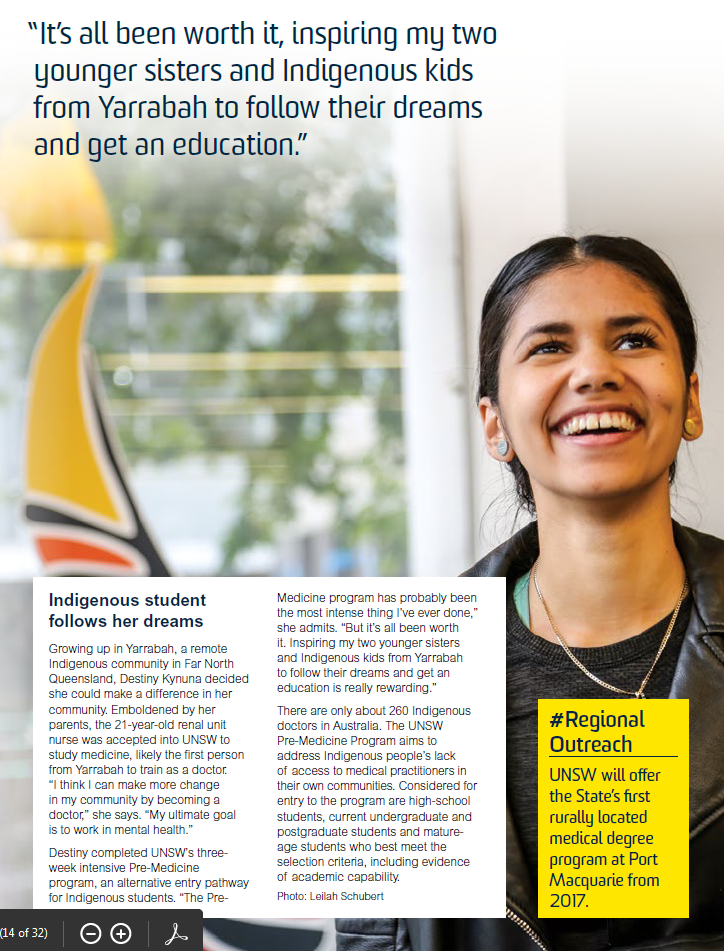 “It’s all been worth it, inspiring my two
younger sisters and Indigenous kids
from Yarrabah to follow their dreams
and get an education.”
Indigenous student
follows her dreams
Growing up in Yarrabah, a remote
Indigenous community in Far North
Queensland, Destiny Kynuna decided
she could make a difference in her
community. Emboldened by her
parents, the 21-year-old renal unit
nurse was accepted into UNSW to
study medicine, likely the first person
from Yarrabah to train as a doctor.
“I think I can make more change
in my community by becoming a
doctor,” she says. “My ultimate goal
is to work in mental health.”
Destiny completed UNSW’s three-
week intensive Pre-Medicine
program, an alternative entry pathway
for Indigenous students. “The Pre-
Medicine program has probably been
the most intense thing I’ve ever done,”
she admits. “But it’s all been worth
it. Inspiring my two younger sisters
and Indigenous kids from Yarrabah
to follow their dreams and get an
education is really rewarding.”
There are only about 260 Indigenous
doctors in Australia. The UNSW
Pre-Medicine Program aims to
address Indigenous people’s lack
of access to medical practitioners in
their own communities. Considered for
entry to the program are high-school
students, current undergraduate and
postgraduate students and mature-
age students who best meet the
selection criteria, including evidence
of academic capability.
Photo: Leilah Schubert
#Regional
Outreach
UNSW will offer
the State’s first
rurally located
medical degree
program at Port
Macquarie from
2017.
(14 of 32)